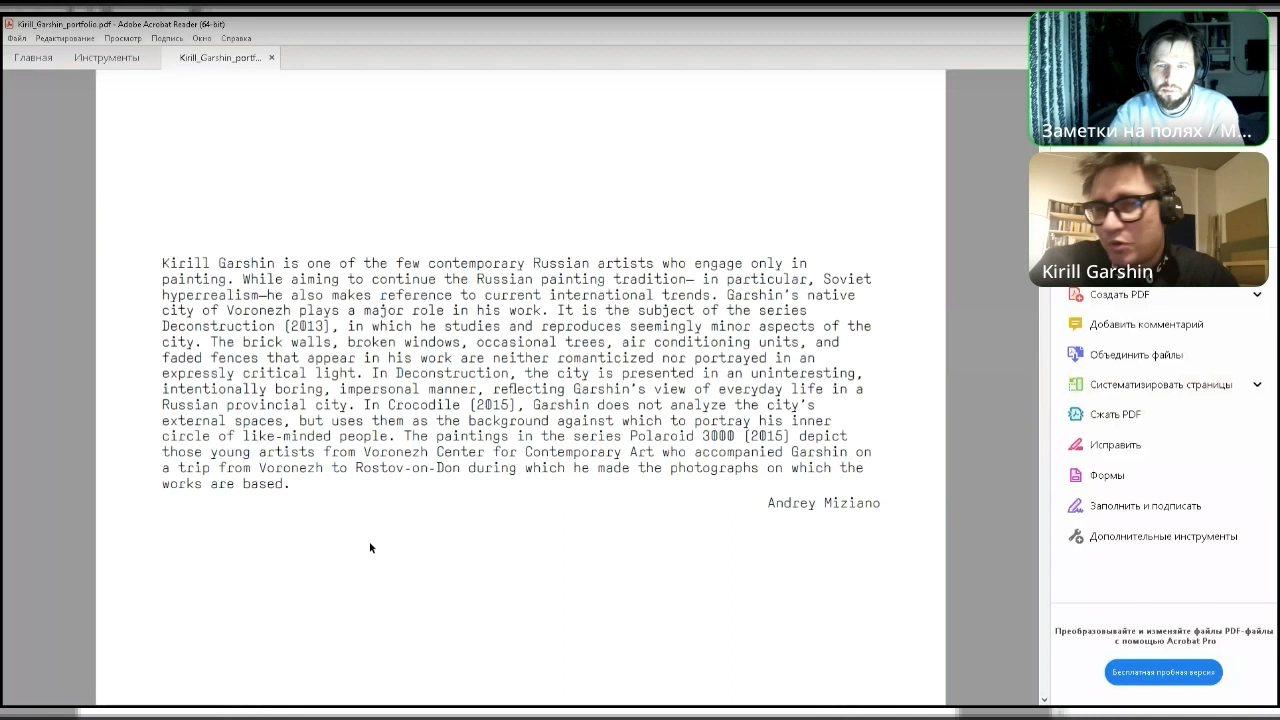 Kirill_Garshin_portfolio.pdf - Adobe Acrobat Reader (64-bit)
Файл Редактирование Просмотр Подпись Окно Справка
Главная Инструменты Kirill_Garshin_portf... ×
Заметки на полях / М...
Kirill Garshin
Kirill Garshin is one of the few contemporary Russian artists who engage only in
painting. While aiming to continue the Russian painting tradition— in particular, Soviet
hyperrealism—he also makes reference to current international trends. Garshin's native
city of Voronezh plays a major role in his work. It is the subject of the series
Deconstruction (2013), in which he studies and reproduces seemingly minor aspects of the
city. The brick walls, broken windows, occasional trees, air conditioning units, and
faded fences that appear in his work are neither romanticized nor portrayed in an
expressly critical light. In Deconstruction, the city is presented in an uninteresting,
intentionally boring, impersonal manner, reflecting Garshin's view of everyday life in a
Russian provincial city. In Crocodile (2015), Garshin does not analyze the city's
external spaces, but uses them as the background against which to portray his inner
circle of like-minded people. The paintings in the series Polaroid 3000 (2015) depict
those young artists from Voronezh Center for Contemporary Art who accompanied Garshin on
a trip from Voronezh to Rostov-on-Don during which he made the photographs on which the
works are based.
Andrey Miziano
Создать PDF
Добавить комментарий
Объединить файлы
Систематизировать страницы
Сжать PDF
Исправить
Формы
Заполнить и подписать
Дополнительные инструменты
Преобразовывайте и изменяйте файлы PDF-файлы
с помощью Acrobat Pro
Бесплатная пробная версия